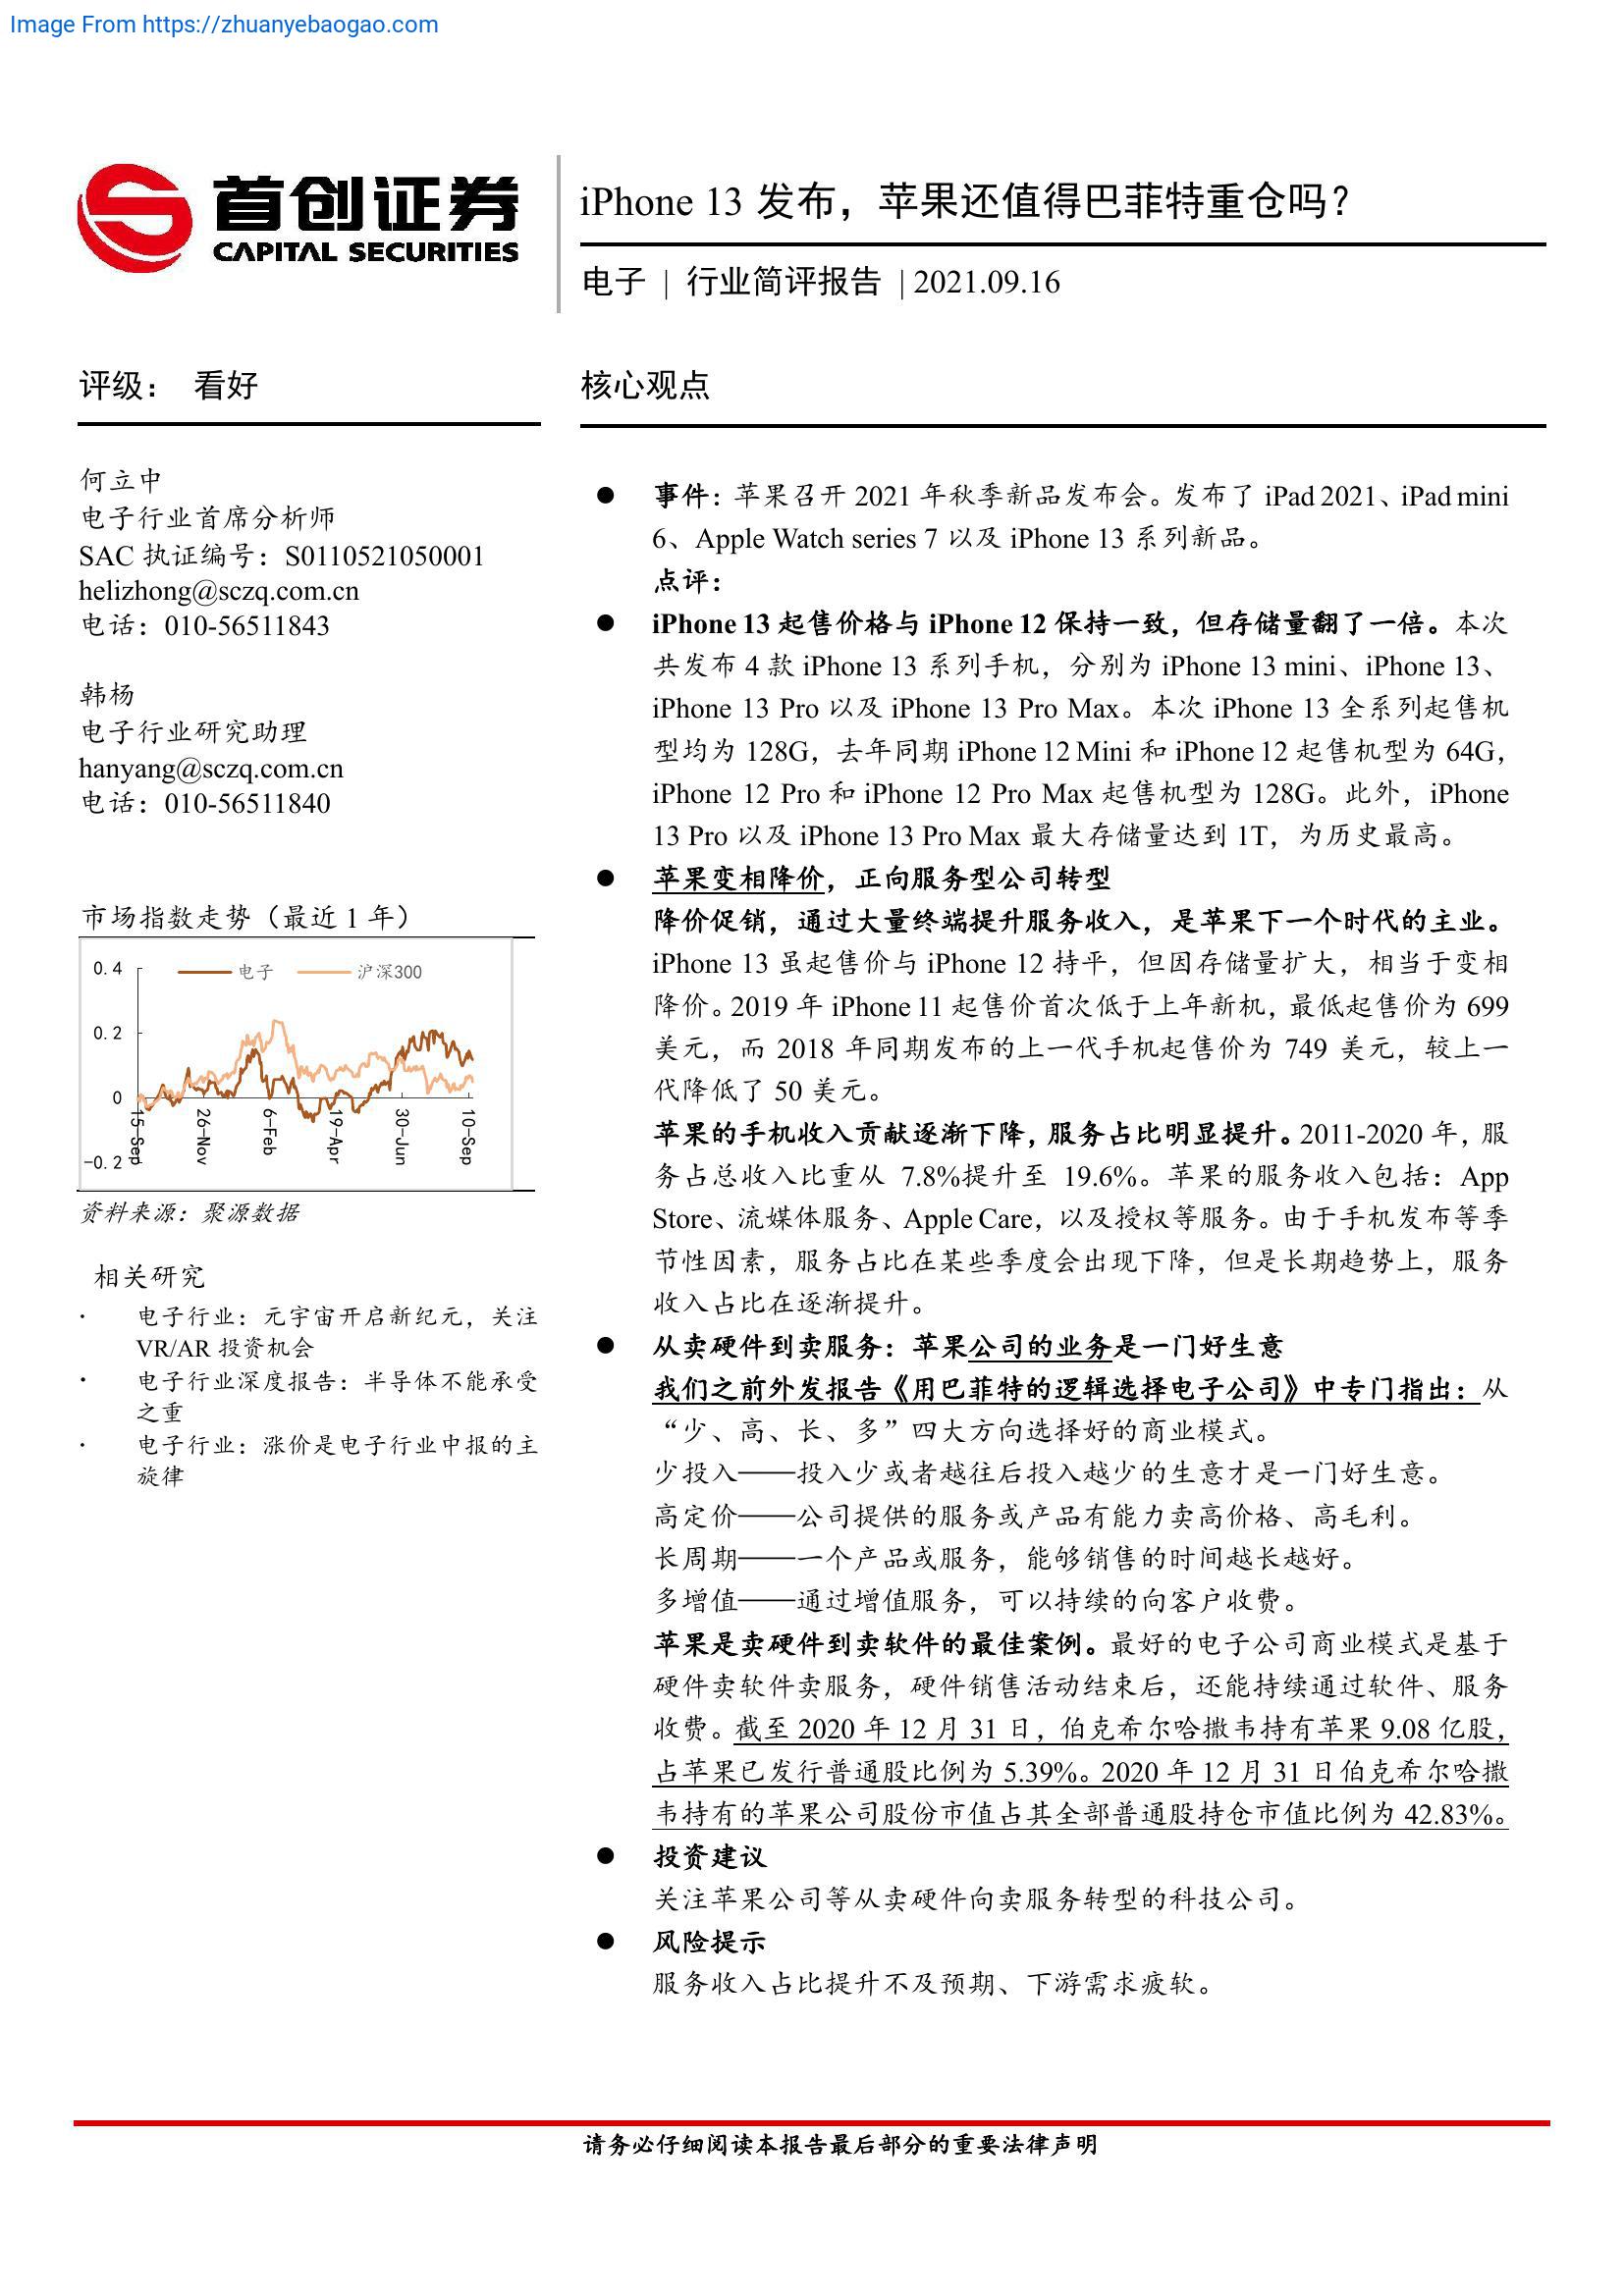 Image From https://zhuanyebaogao.com
首创证券
CAPITAL SECURITIES
iPhone 13 发布，苹果还值得巴菲特重仓吗？
电子 | 行业简评报告 | 2021.09.16
评级： 看好
何立中
电子行业首席分析师
SAC 执证编号：S0110521050001
helizhong@sczq.com.cn
电话：010-56511843
韩杨
电子行业研究助理
hanyang@sczq.com.cn
电话：010-56511840
市场指数走势（最近 1 年）
电子 沪深300
0.4
0.2
0
-0.2
15-Sep
26-Nov
6-Feb
19-Apr
30-Jun
10-Sep
资料来源：聚源数据
相关研究
· 电子行业：元宇宙开启新纪元，关注
VR/AR 投资机会
· 电子行业深度报告：半导体不能承受
之重
· 电子行业：涨价是电子行业中报的主
旋律
核心观点
● 事件：苹果召开 2021 年秋季新品发布会。发布了 iPad 2021、iPad mini
6、Apple Watch series 7 以及 iPhone 13 系列新品。
点评：
● iPhone 13 起售价格与 iPhone 12 保持一致，但存储量翻了一倍。本次
共发布 4 款 iPhone 13 系列手机，分别为 iPhone 13 mini、iPhone 13、
iPhone 13 Pro 以及 iPhone 13 Pro Max。本次 iPhone 13 全系列起售机
型均为 128G，去年同期 iPhone 12 Mini 和 iPhone 12 起售机型为 64G，
iPhone 12 Pro 和 iPhone 12 Pro Max 起售机型为 128G。此外，iPhone
13 Pro 以及 iPhone 13 Pro Max 最大存储量达到 1T，为历史最高。
● 苹果变相降价，正向服务型公司转型
降价促销，通过大量终端提升服务收入，是苹果下一个时代的主业。
iPhone 13 虽起售价与 iPhone 12 持平，但因存储量扩大，相当于变相
降价。2019 年 iPhone 11 起售价首次低于上年新机，最低起售价为 699
美元，而 2018 年同期发布的上一代手机起售价为 749 美元，较上一
代降低了 50 美元。
苹果的手机收入贡献逐渐下降，服务占比明显提升。2011-2020 年，服
务占总收入比重从 7.8%提升至 19.6%。苹果的服务收入包括：App
Store、流媒体服务、Apple Care，以及授权等服务。由于手机发布等季
节性因素，服务占比在某些季度会出现下降，但是长期趋势上，服务
收入占比在逐渐提升。
● 从卖硬件到卖服务：苹果公司的业务是一门好生意
我们之前外发报告《用巴菲特的逻辑选择电子公司》中专门指出：从
“少、高、长、多”四大方向选择好的商业模式。
少投入——投入少或者越往后投入越少的生意才是一门好生意。
高定价——公司提供的服务或产品有能力卖高价格、高毛利。
长周期——一个产品或服务，能够销售的时间越长越好。
多增值——通过增值服务，可以持续的向客户收费。
苹果是卖硬件到卖软件的最佳案例。最好的电子公司商业模式是基于
硬件卖软件卖服务，硬件销售活动结束后，还能持续通过软件、服务
收费。截至 2020 年 12 月 31 日，伯克希尔哈撒韦持有苹果 9.08 亿股，
占苹果已发行普通股比例为 5.39%。2020 年 12 月 31 日伯克希尔哈撒
韦持有的苹果公司股份市值占其全部普通股持仓市值比例为 42.83%。
● 投资建议
关注苹果公司等从卖硬件向卖服务转型的科技公司。
● 风险提示
服务收入占比提升不及预期、下游需求疲软。
请务必仔细阅读本报告最后部分的重要法律声明